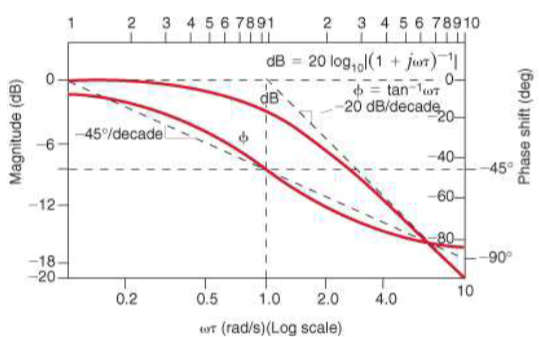 1 2 3 4 5 6 7 8 9 1 2 3 4 5 6 7 8 9 10
dB = 20 log10|(1 + jωτ)⁻¹|
0 0
ϕ = tan⁻¹ωτ
dB
−20 dB/decade
−20
−45°/decade
ϕ
−6
−40
−45°
−60
−12
−80
−90°
−18
−20
0.2 0.5 1.0 2.0 4.0 10
ωτ (rad/s)(Log scale)
Magnitude (dB)
Phase shift (deg)